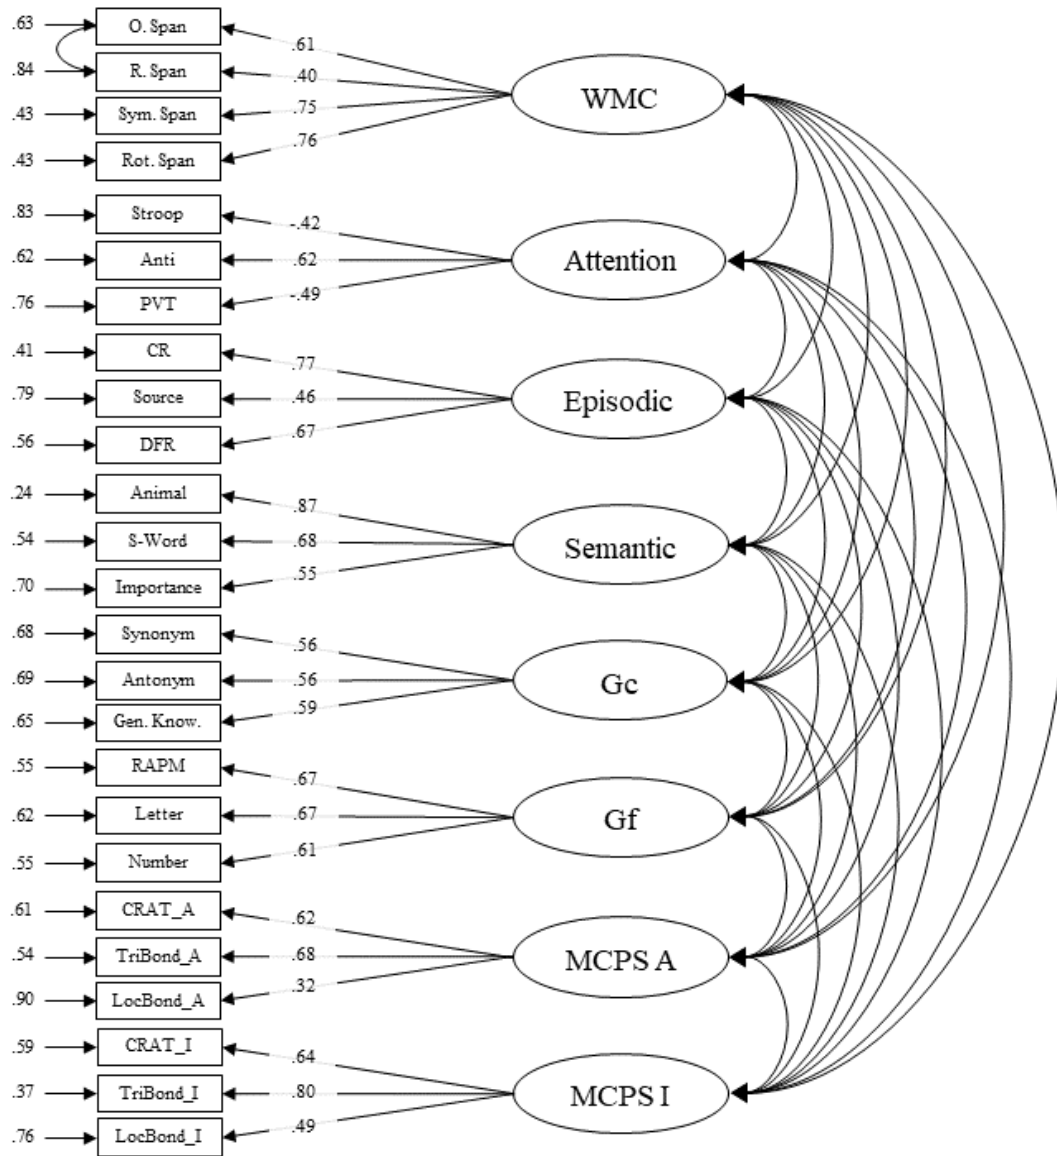 .63 O. Span .61
.84 R. Span .40
WMC
.43 Sym. Span .75
.43 Rot. Span .76
.83 Stroop -.42
.62 Anti .62 Attention
.76 PVT -.49
.41 CR .77
.79 Source .46 Episodic
.56 DFR .67
.24 Animal .87
.54 S-Word .68 Semantic
.70 Importance .55
.68 Synonym .56
.69 Antonym .56 Gc
.65 Gen. Know. .59
.55 RAPM .67
.62 Letter .67 Gf
.55 Number .61
.61 CRAT_A .62
.54 TriBond_A .68 MCPS A
.90 LocBond_A .32
.59 CRAT_I .64
.37 TriBond_I .80 MCPS I
.76 LocBond_I .49